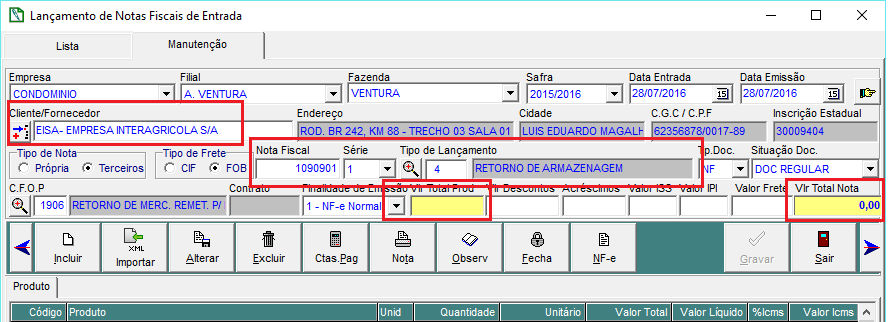 Lançamento de Notas Fiscais de Entrada
Lista Manutenção
Empresa Filial Fazenda Safra Data Entrada Data Emissão
CONDOMINIO A. VENTURA VENTURA 2015/2016 28/07/2016 15 28/07/2016 15
Cliente/Fornecedor Endereço Cidade C.G.C / C.P.F Inscrição Estadual
EISA- EMPRESA INTERAGRICOLA S/A ROD. BR 242, KM 88 - TRECHO 03 SALA 01 LUIS EDUARDO MAGALH 62356878/0017-89 30009404
Tipo de Nota Tipo de Frete Nota Fiscal Série Tipo de Lançamento Tp.Doc. Situação Doc.
Própria Terceiros CIF FOB 1090901 1 4 RETORNO DE ARMAZENAGEM NF DOC REGULAR
C.F.O.P Contrato Finalidade de Emissão Vlr Total Prod Vlr Descontos Acréscimos Valor ISS Valor IPI Valor Frete Vlr Total Nota
1906 RETORNO DE MERC. REMET. P/ 1 - NF-e Normal 0,00
Incluir XML Importar Alterar Excluir Ctas.Pag Nota Observ Fecha NF-e Gravar Sair
Produto
Código Produto Unid Quantidade Unitário Valor Total Valor Líquido %Icms Valor Icms